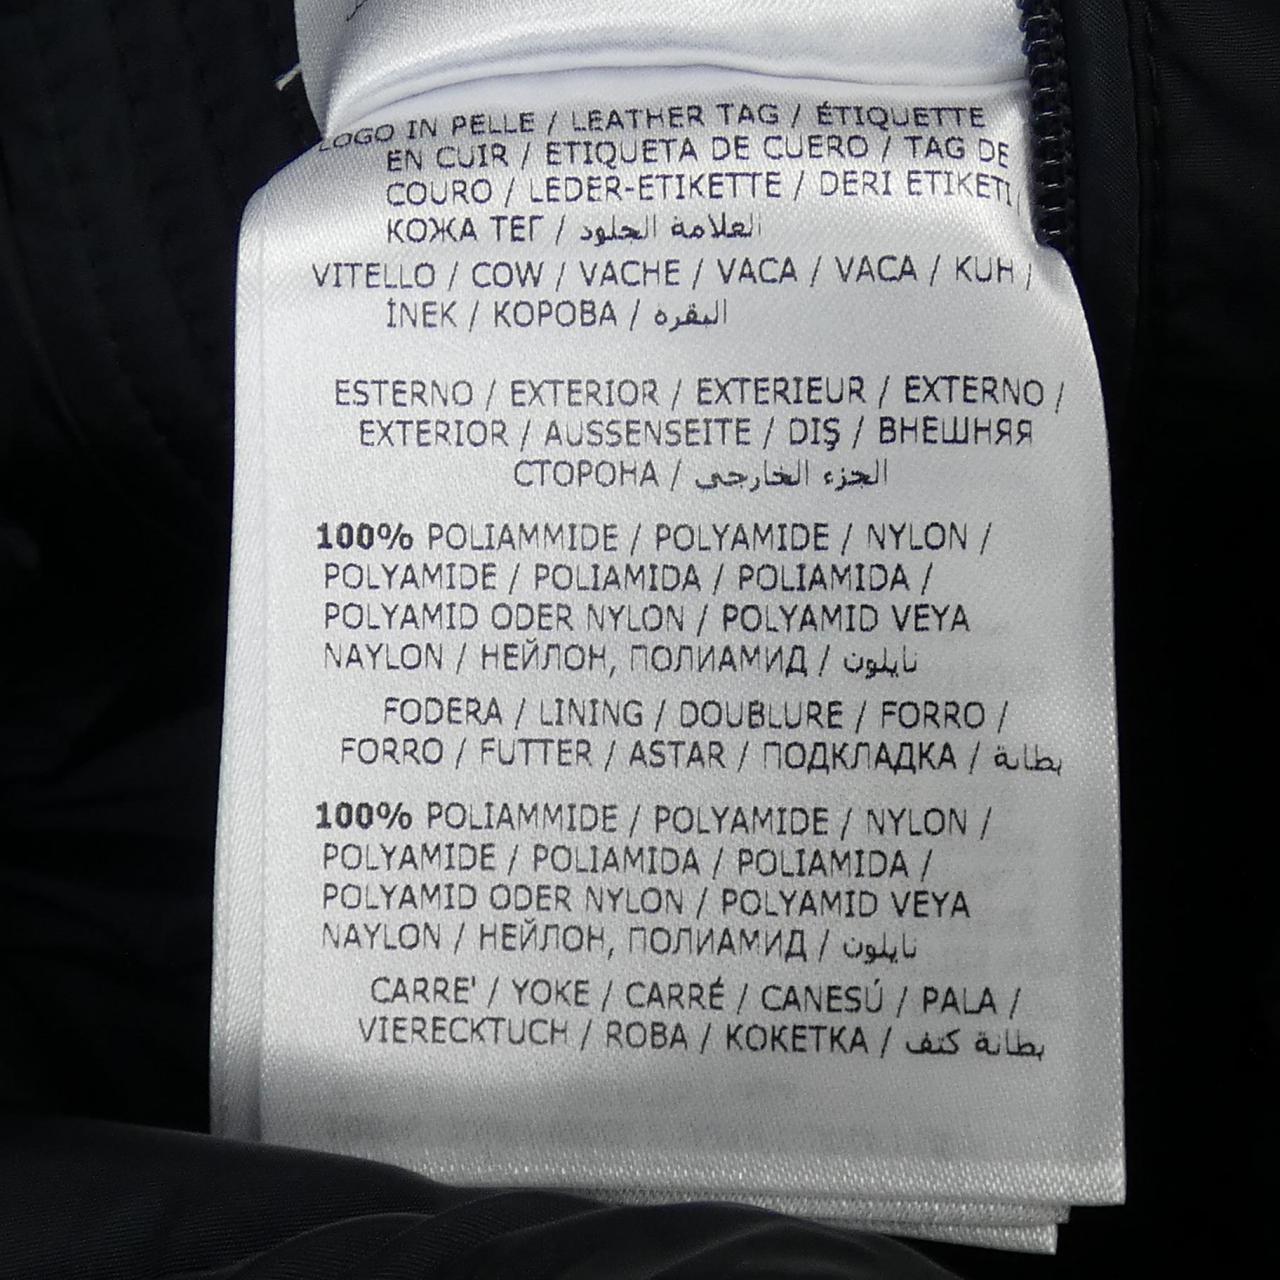 LOGO IN PELLE / LEATHER TAG / ÉTIQUETTE
EN CUIR / ETIQUETA DE CUERO / TAG DE
COURO / LEDER-ETIKETTE / DERI ETIKETI /
КОЖА ТЕГ / العلامة الجلود
VITELLO / COW / VACHE / VACA / VACA / KUH /
İNEK / КОРОВА / البقره
ESTERNO / EXTERIOR / EXTERIEUR / EXTERNO /
EXTERIOR / AUSSENSEITE / DIŞ / ВНЕШНЯЯ
СТОРОНА / الجزء الخارجي
100% POLIAMMIDE / POLYAMIDE / NYLON /
POLYAMIDE / POLIAMIDA / POLIAMIDA /
POLYAMID ODER NYLON / POLYAMID VEYA
NAYLON / НЕЙЛОН, ПОЛИАМИД / نايلون
FODERA / LINING / DOUBLURE / FORRO /
FORRO / FUTTER / ASTAR / ПОДКЛАДКА / بطانة
100% POLIAMMIDE / POLYAMIDE / NYLON /
POLYAMIDE / POLIAMIDA / POLIAMIDA /
POLYAMID ODER NYLON / POLYAMID VEYA
NAYLON / НЕЙЛОН, ПОЛИАМИД / نايلون
CARRE' / YOKE / CARRÉ / CANESÚ / PALA /
VIERECKTUCH / ROBA / КОКЕТКА / بطانة كتف